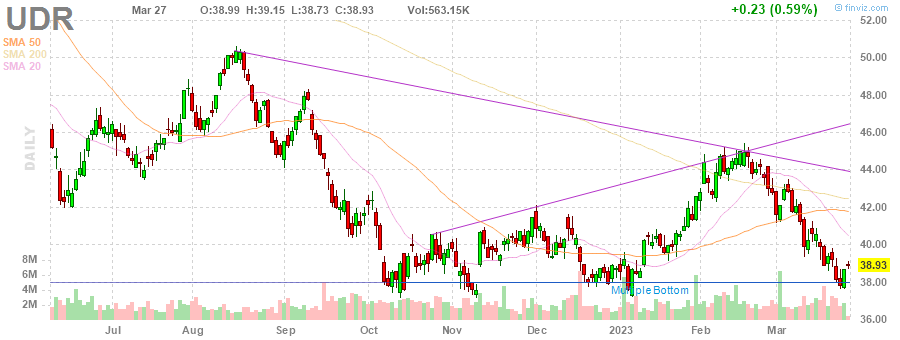 UDR Mar 27 O:38.99 H:39.15 L:38.73 C:38.93 Vol:563.15K +0.23 (0.59%) © finviz.com
SMA 50
SMA 200
SMA 20
DAILY
52.00
50.00
48.00
46.00
44.00
42.00
40.00
38.93
38.00
36.00
8M
6M
4M
2M
Multiple Bottom
Jul Aug Sep Oct Nov Dec 2023 Feb Mar